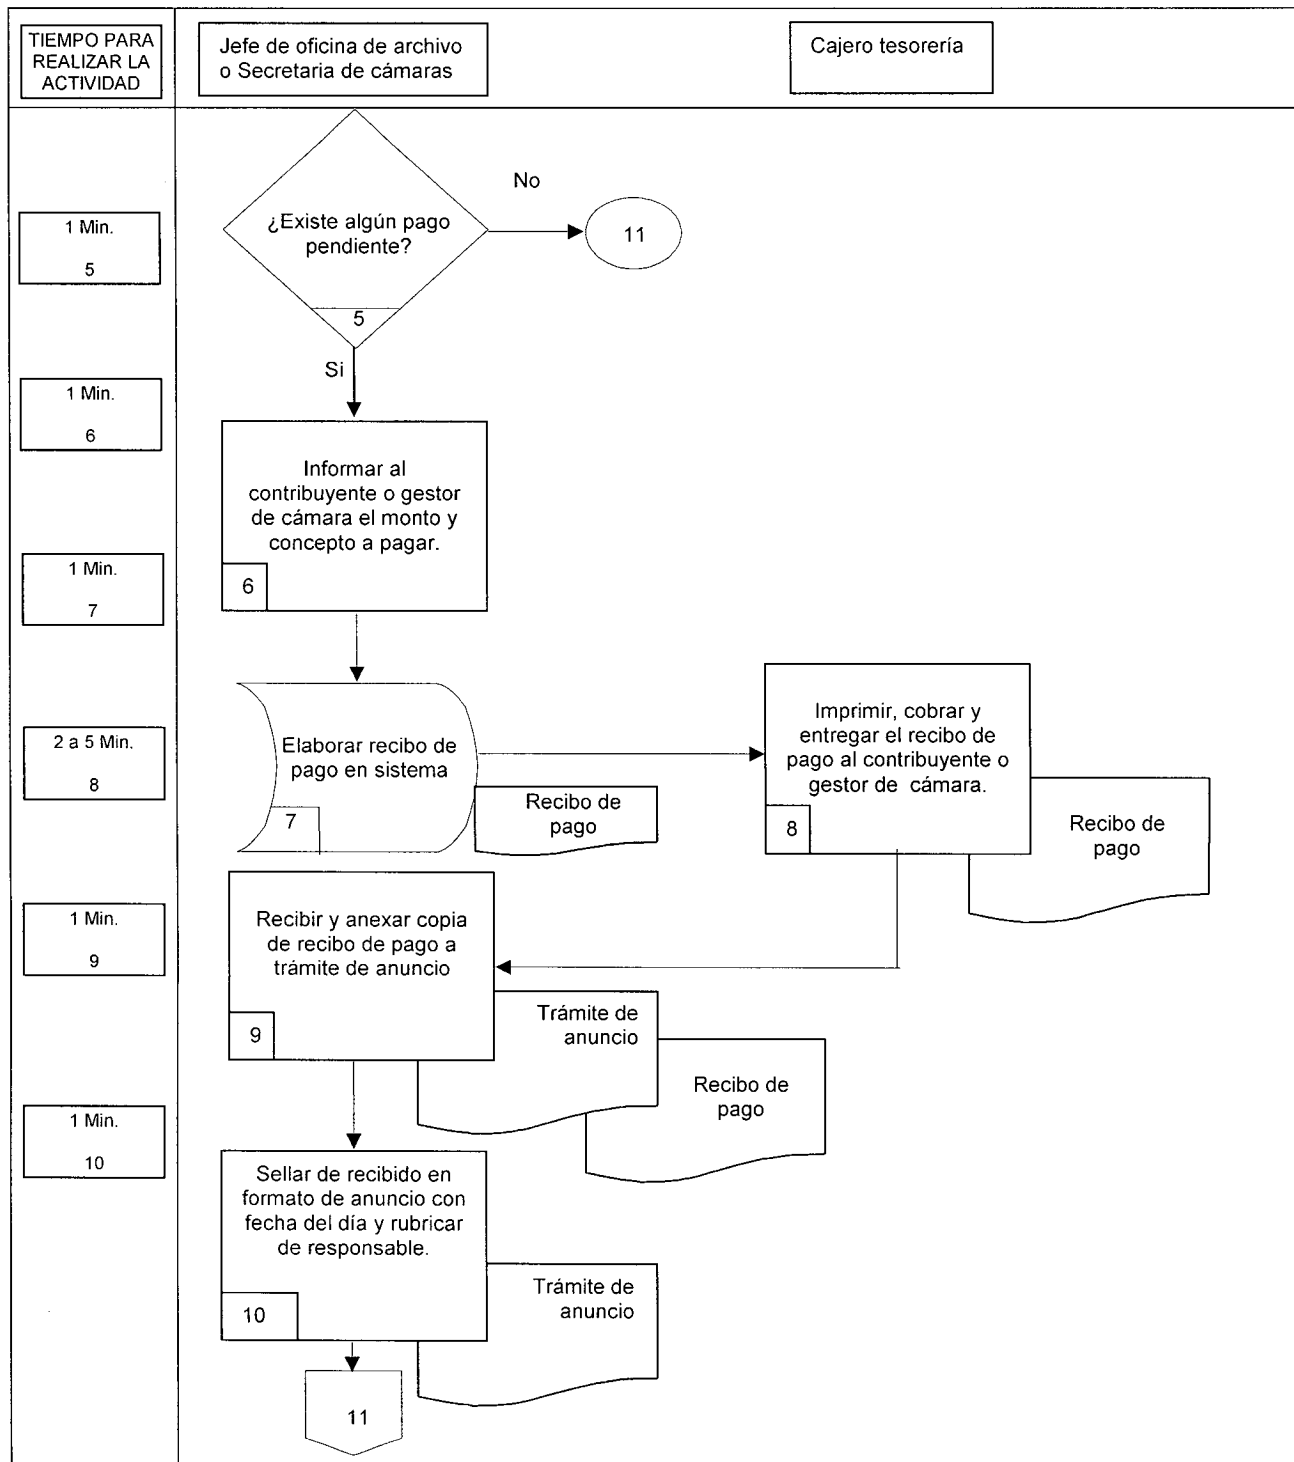 TIEMPO PARA
REALIZAR LA
ACTIVIDAD
Jefe de oficina de archivo
o Secretaria de cámaras
Cajero tesorería
1 Min.
5
¿Existe algún pago
pendiente?
5
No
11
Si
1 Min.
6
Informar al
contribuyente o gestor
de cámara el monto y
concepto a pagar.
6
1 Min.
7
Elaborar recibo de
pago en sistema
7
Recibo de
pago
2 a 5 Min.
8
Imprimir, cobrar y
entregar el recibo de
pago al contribuyente o
gestor de cámara.
8
Recibo de
pago
1 Min.
9
Recibir y anexar copia
de recibo de pago a
trámite de anuncio
9
Trámite de
anuncio
Recibo de
pago
1 Min.
10
Sellar de recibido en
formato de anuncio con
fecha del día y rubricar
de responsable.
10
Trámite de
anuncio
11